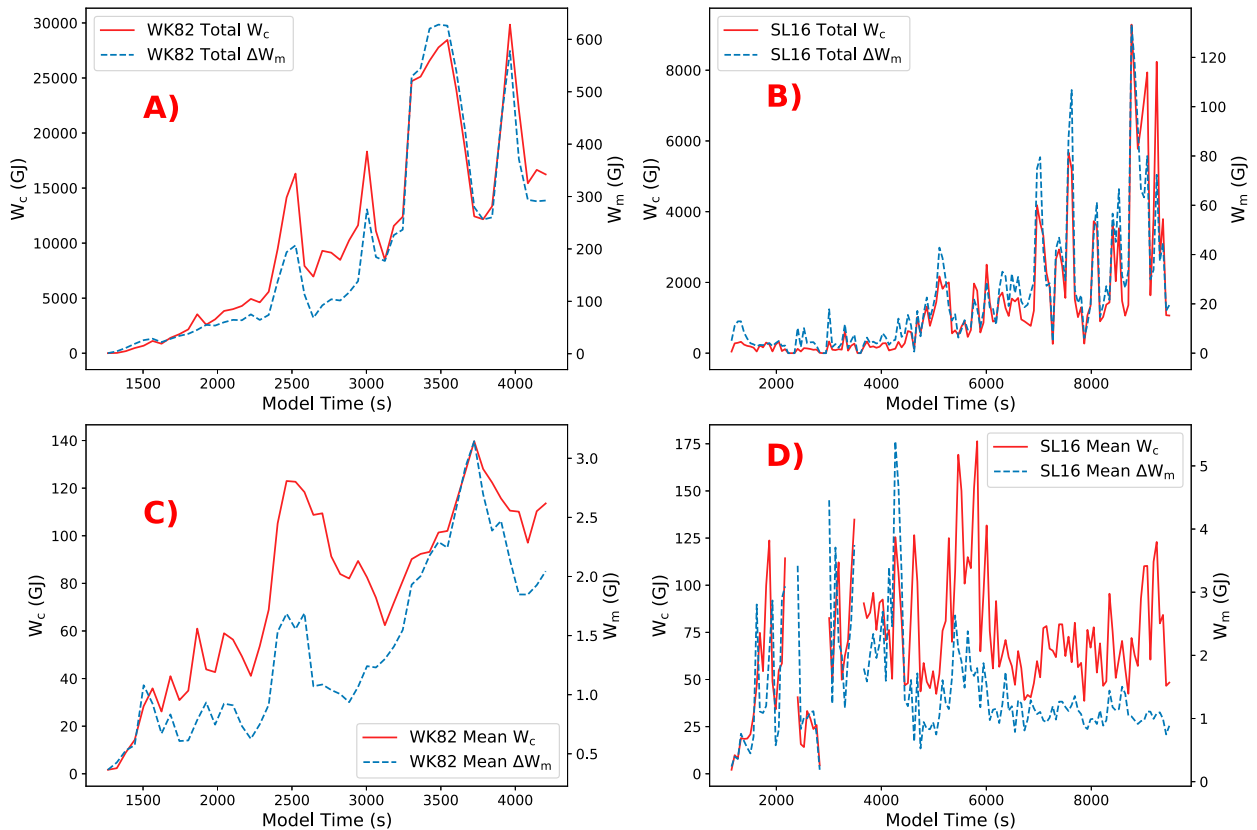 WK82 Total W_c
WK82 Total ΔW_m
A)
W_c (GJ)
30000
25000
20000
15000
10000
5000
0
600
500
400
300
200
100
0
W_m (GJ)
1500 2000 2500 3000 3500 4000
Model Time (s)
SL16 Total W_c
SL16 Total ΔW_m
B)
W_c (GJ)
8000
6000
4000
2000
0
120
100
80
60
40
20
0
W_m (GJ)
2000 4000 6000 8000
Model Time (s)
C)
W_c (GJ)
140
120
100
80
60
40
20
0
3.0
2.5
2.0
1.5
1.0
0.5
W_m (GJ)
WK82 Mean W_c
WK82 Mean ΔW_m
1500 2000 2500 3000 3500 4000
Model Time (s)
D)
SL16 Mean W_c
SL16 Mean ΔW_m
W_c (GJ)
175
150
125
100
75
50
25
0
5
4
3
2
1
0
W_m (GJ)
2000 4000 6000 8000
Model Time (s)